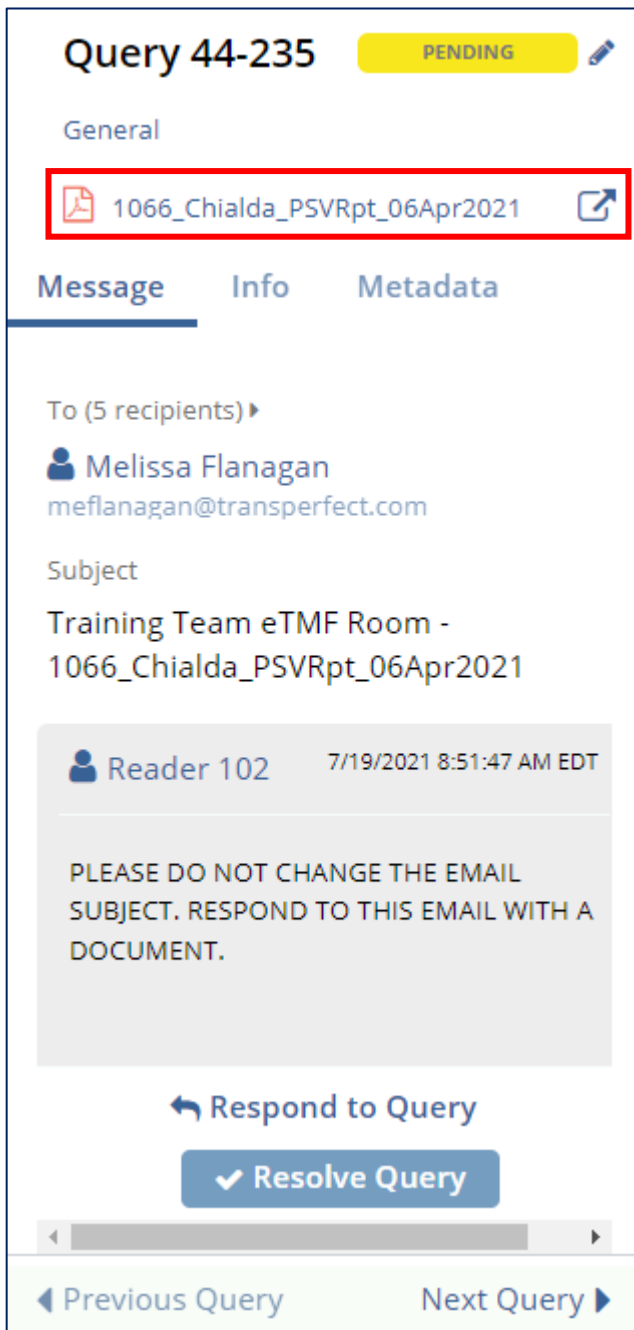 Query 44-235 PENDING
General
1066_Chialda_PSVRpt_06Apr2021
Message Info Metadata
To (5 recipients)
Melissa Flanagan
meflanagan@transperfect.com
Subject
Training Team eTMF Room -
1066_Chialda_PSVRpt_06Apr2021
Reader 102 7/19/2021 8:51:47 AM EDT
PLEASE DO NOT CHANGE THE EMAIL
SUBJECT. RESPOND TO THIS EMAIL WITH A
DOCUMENT.
Respond to Query
Resolve Query
Previous Query Next Query